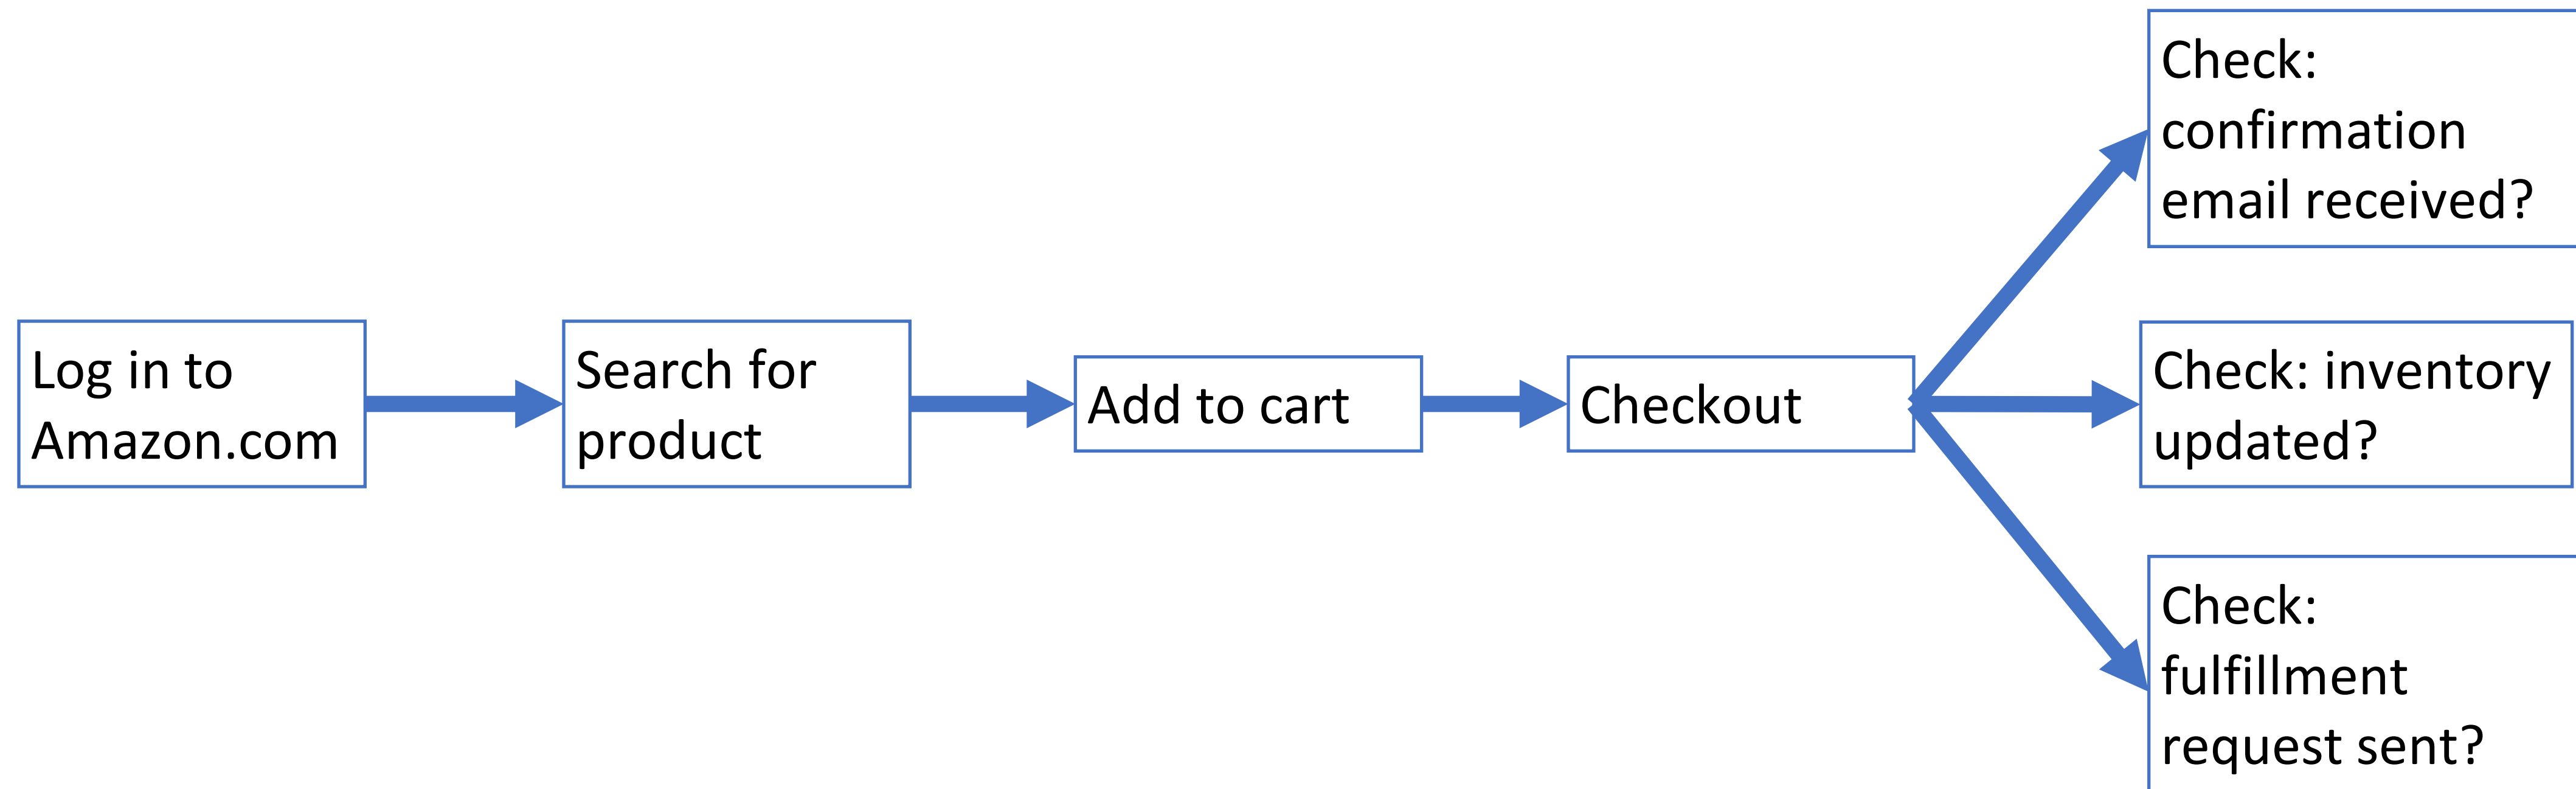 Log in to
Amazon.com
Search for
product
Add to cart
Checkout
Check:
confirmation
email received?
Check: inventory
updated?
Check:
fulfillment
request sent?